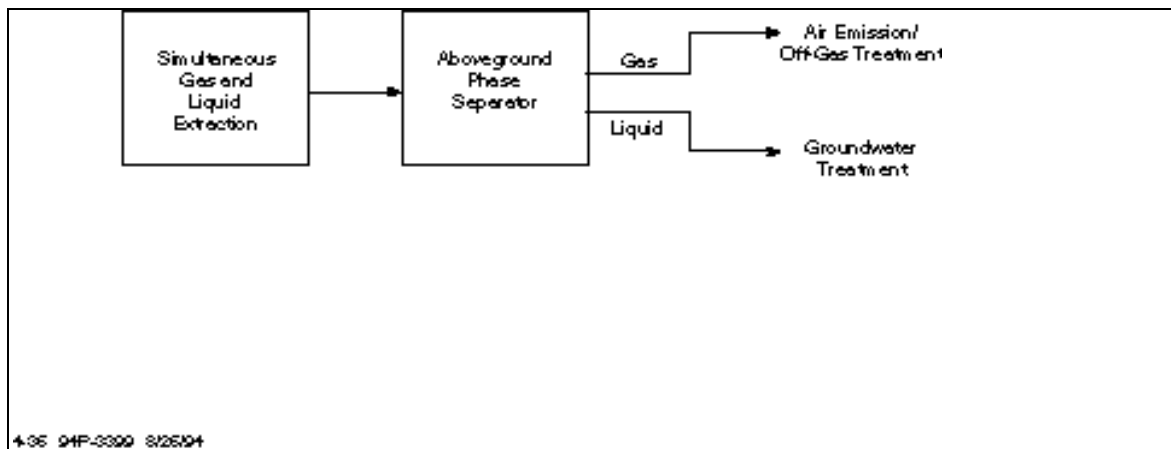 Simultaneous
Gas and
Liquid
Extraction
Aboveground
Phase
Separator
Gas
Liquid
Air Emission/
Off-Gas Treatment
Groundwater
Treatment
4-36 94P-3399 8/26/94